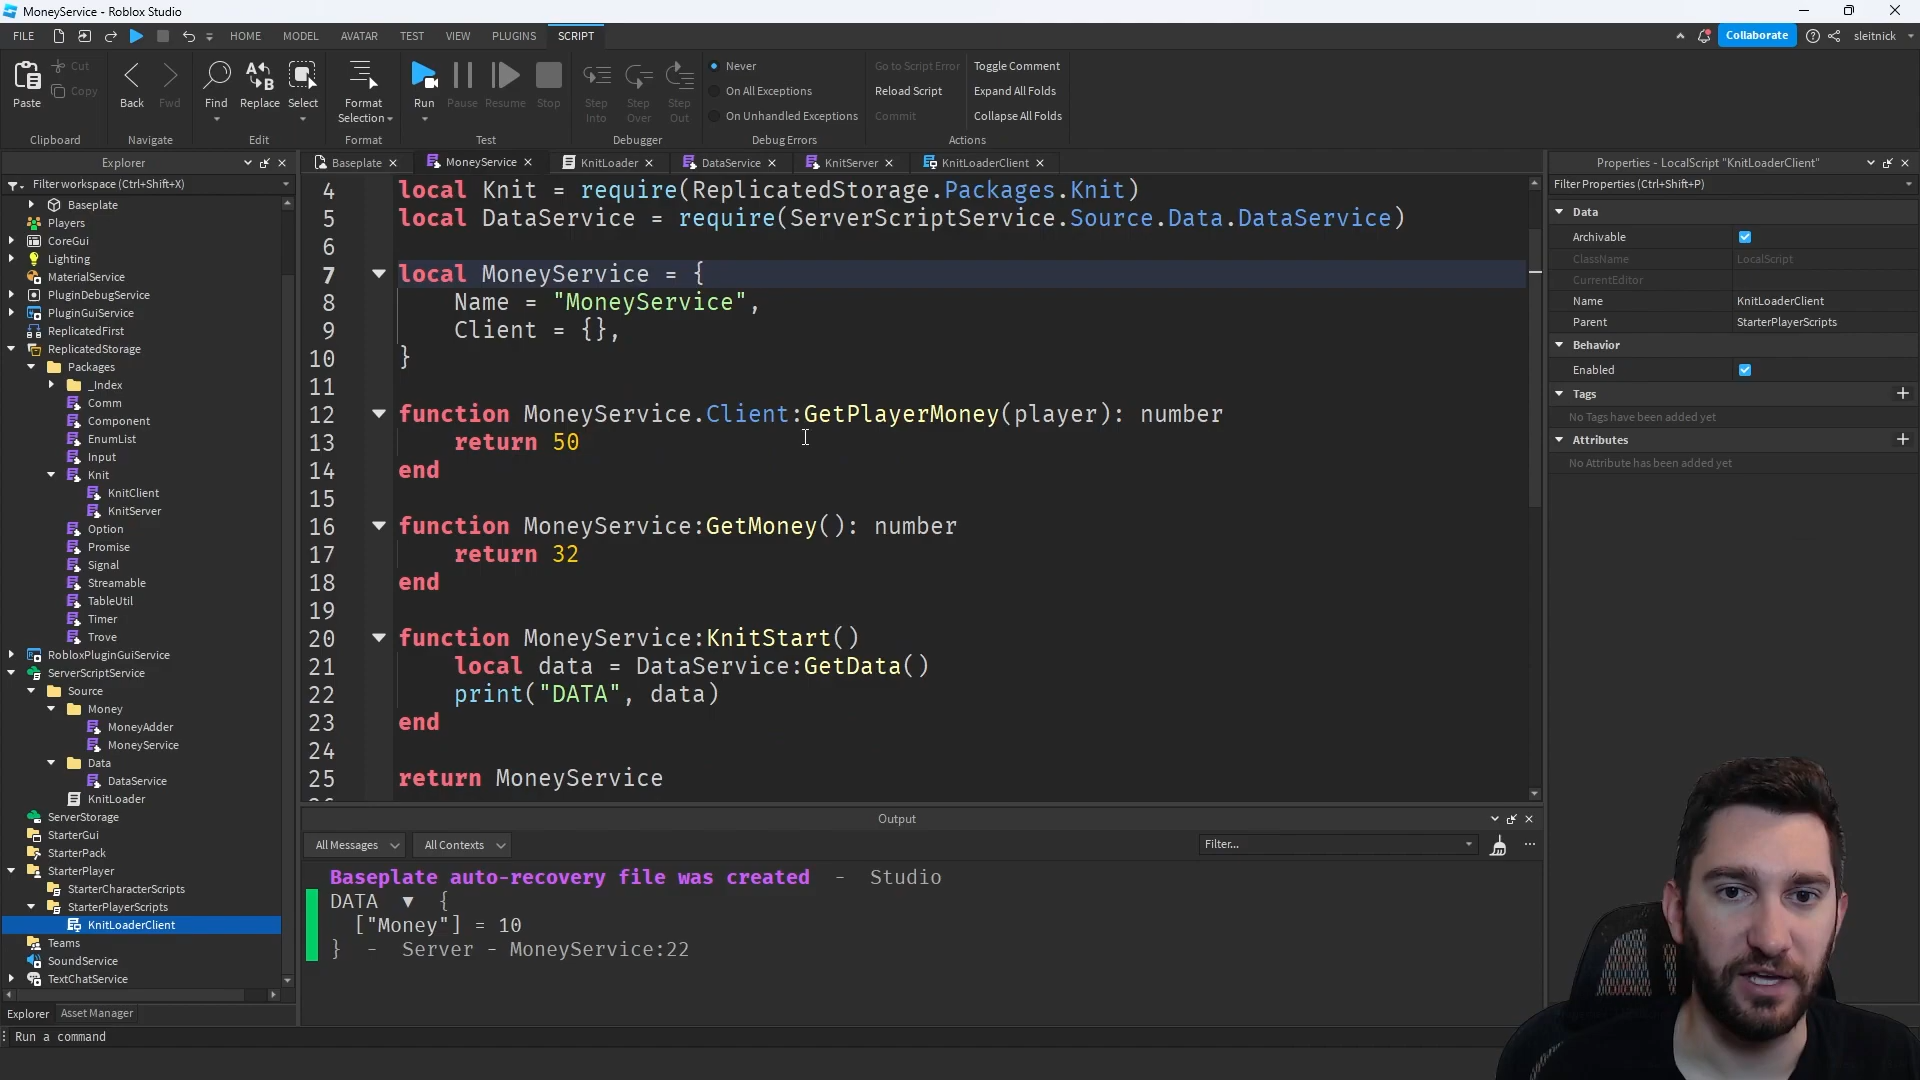 MoneyService - Roblox Studio
FILE HOME MODEL AVATAR TEST VIEW PLUGINS SCRIPT Collaborate sleitnick
Paste Cut Copy Back Fwd Find Replace Select Format Selection Run Pause Resume Stop Step Into Step Over Step Out
Never
On All Exceptions
On Unhandled Exceptions
Go to Script Error
Reload Script
Commit
Toggle Comment
Expand All Folds
Collapse All Folds
Clipboard Navigate Edit Format Test Debugger Debug Errors Actions
Explorer
Filter workspace (Ctrl+Shift+X)
Baseplate
Players
CoreGui
Lighting
MaterialService
PluginDebugService
PluginGuiService
ReplicatedFirst
ReplicatedStorage
Packages
_Index
Comm
Component
EnumList
Input
Knit
KnitClient
KnitServer
Option
Promise
Signal
Streamable
TableUtil
Timer
Trove
RobloxPluginGuiService
ServerScriptService
Source
Money
MoneyAdder
MoneyService
Data
DataService
KnitLoader
ServerStorage
StarterGui
StarterPack
StarterPlayer
StarterCharacterScripts
StarterPlayerScripts
KnitLoaderClient
Teams
SoundService
TextChatService
Explorer Asset Manager
Run a command
Baseplate MoneyService KnitLoader DataService KnitServer KnitLoaderClient
4 local Knit = require(ReplicatedStorage.Packages.Knit)
5 local DataService = require(ServerScriptService.Source.Data.DataService)
6
7 local MoneyService = {
8 Name = "MoneyService",
9 Client = {},
10 }
11
12 function MoneyService.Client:GetPlayerMoney(player): number
13 return 50
14 end
15
16 function MoneyService:GetMoney(): number
17 return 32
18 end
19
20 function MoneyService:KnitStart()
21 local data = DataService:GetData()
22 print("DATA", data)
23 end
24
25 return MoneyService
Output
All Messages All Contexts Filter...
Baseplate auto-recovery file was created - Studio
DATA ▼ {
["Money"] = 10
} - Server - MoneyService:22
Properties - LocalScript "KnitLoaderClient"
Filter Properties (Ctrl+Shift+P)
Data
Archivable
ClassName LocalScript
CurrentEditor
Name KnitLoaderClient
Parent StarterPlayerScripts
Behavior
Enabled
Tags
No Tags have been added yet
Attributes
No Attribute has been added yet